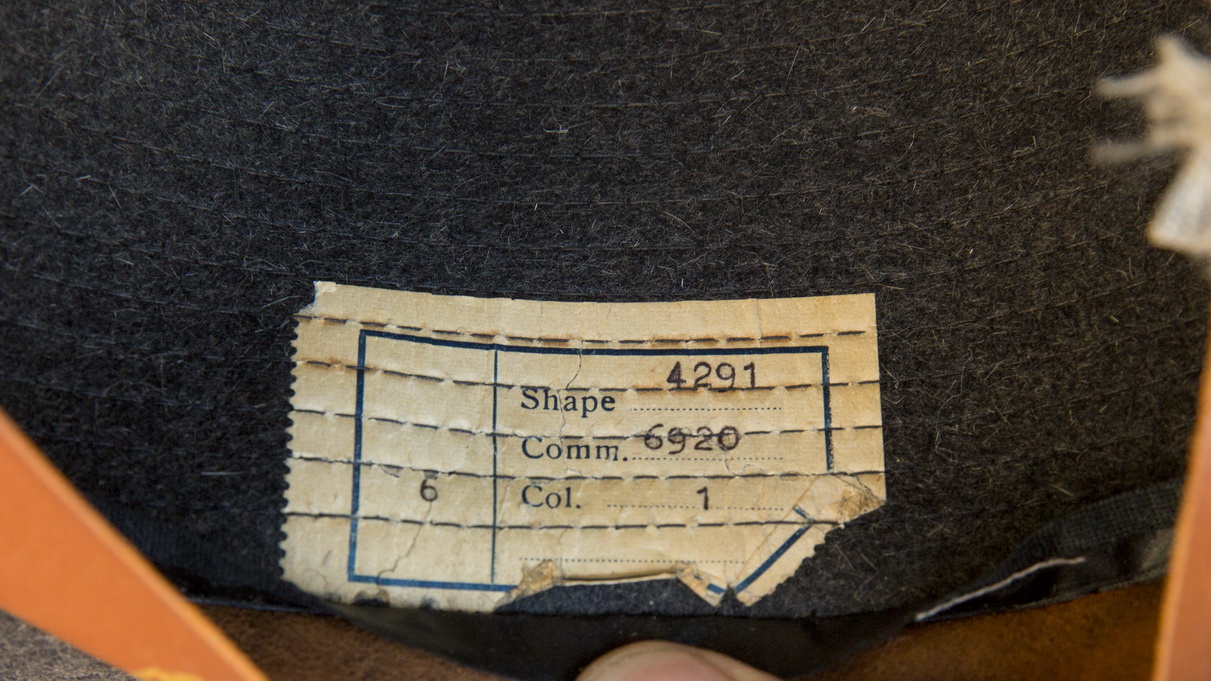 Shape 4291
Comm. 6920
6 Col. 1